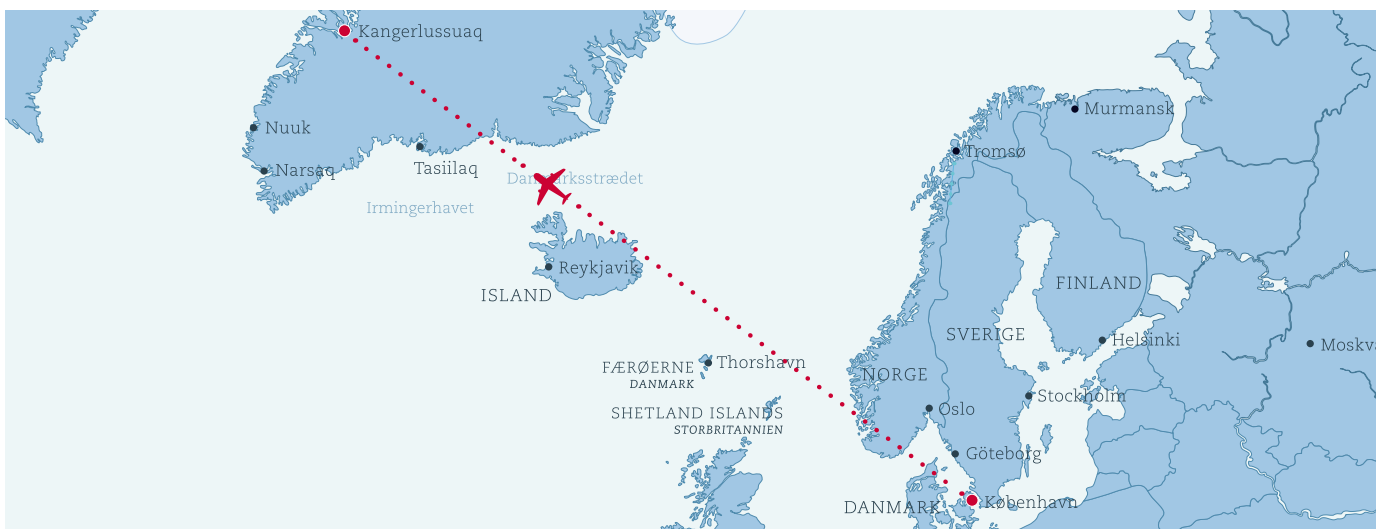 Kangerlussuaq
Nuuk
Narsaq
Tasiilaq
Danmarksstrædet
Irmingerhavet
Reykjavik
ISLAND
FÆRØERNE
DANMARK
Thorshavn
SHETLAND ISLANDS
STORBRITANNIEN
Murmansk
Tromsø
FINLAND
SVERIGE
Helsinki
Moskva
NORGE
Stockholm
Oslo
Göteborg
DANMARK
København